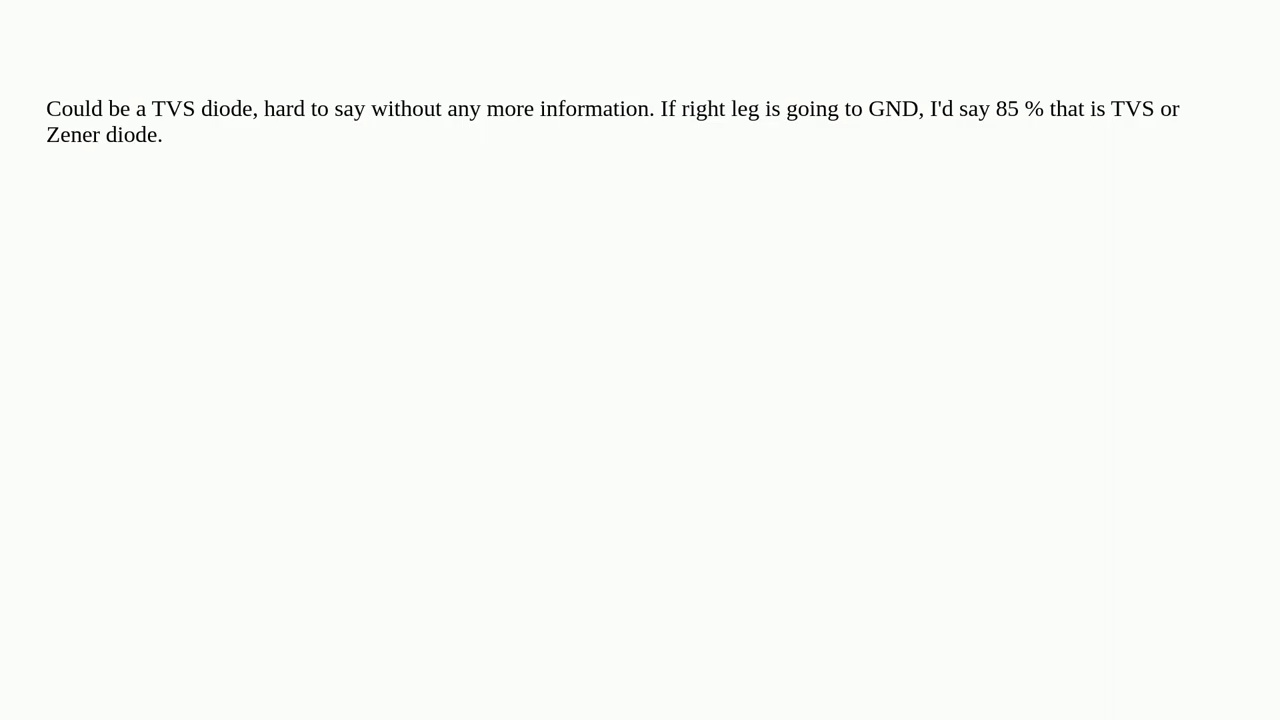 Could be a TVS diode, hard to say without any more information. If right leg is going to GND, I'd say 85 % that is TVS or
Zener diode.